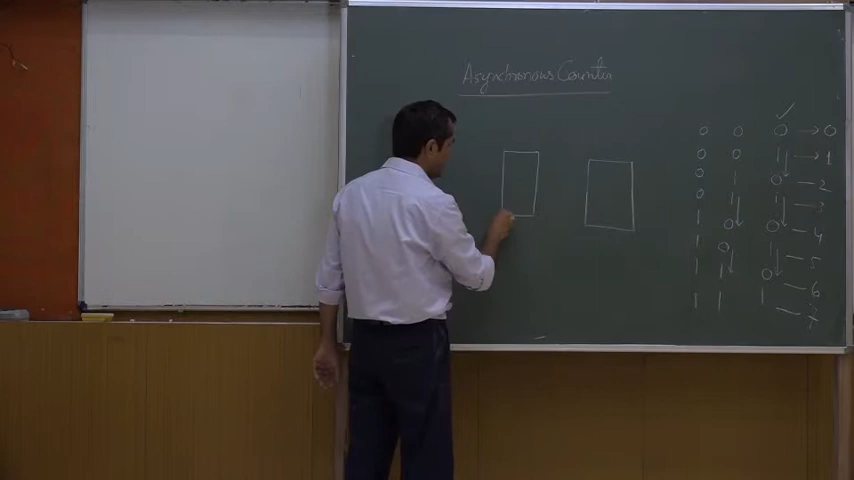 Asynchronous Counter
✓
0 0 0 → 0
0 0 1 → 1
0 1 0 → 2
0 1 1 → 3
1 0 0 → 4
1 0 1 → 5
1 1 0 → 6
1 1 1 → 7